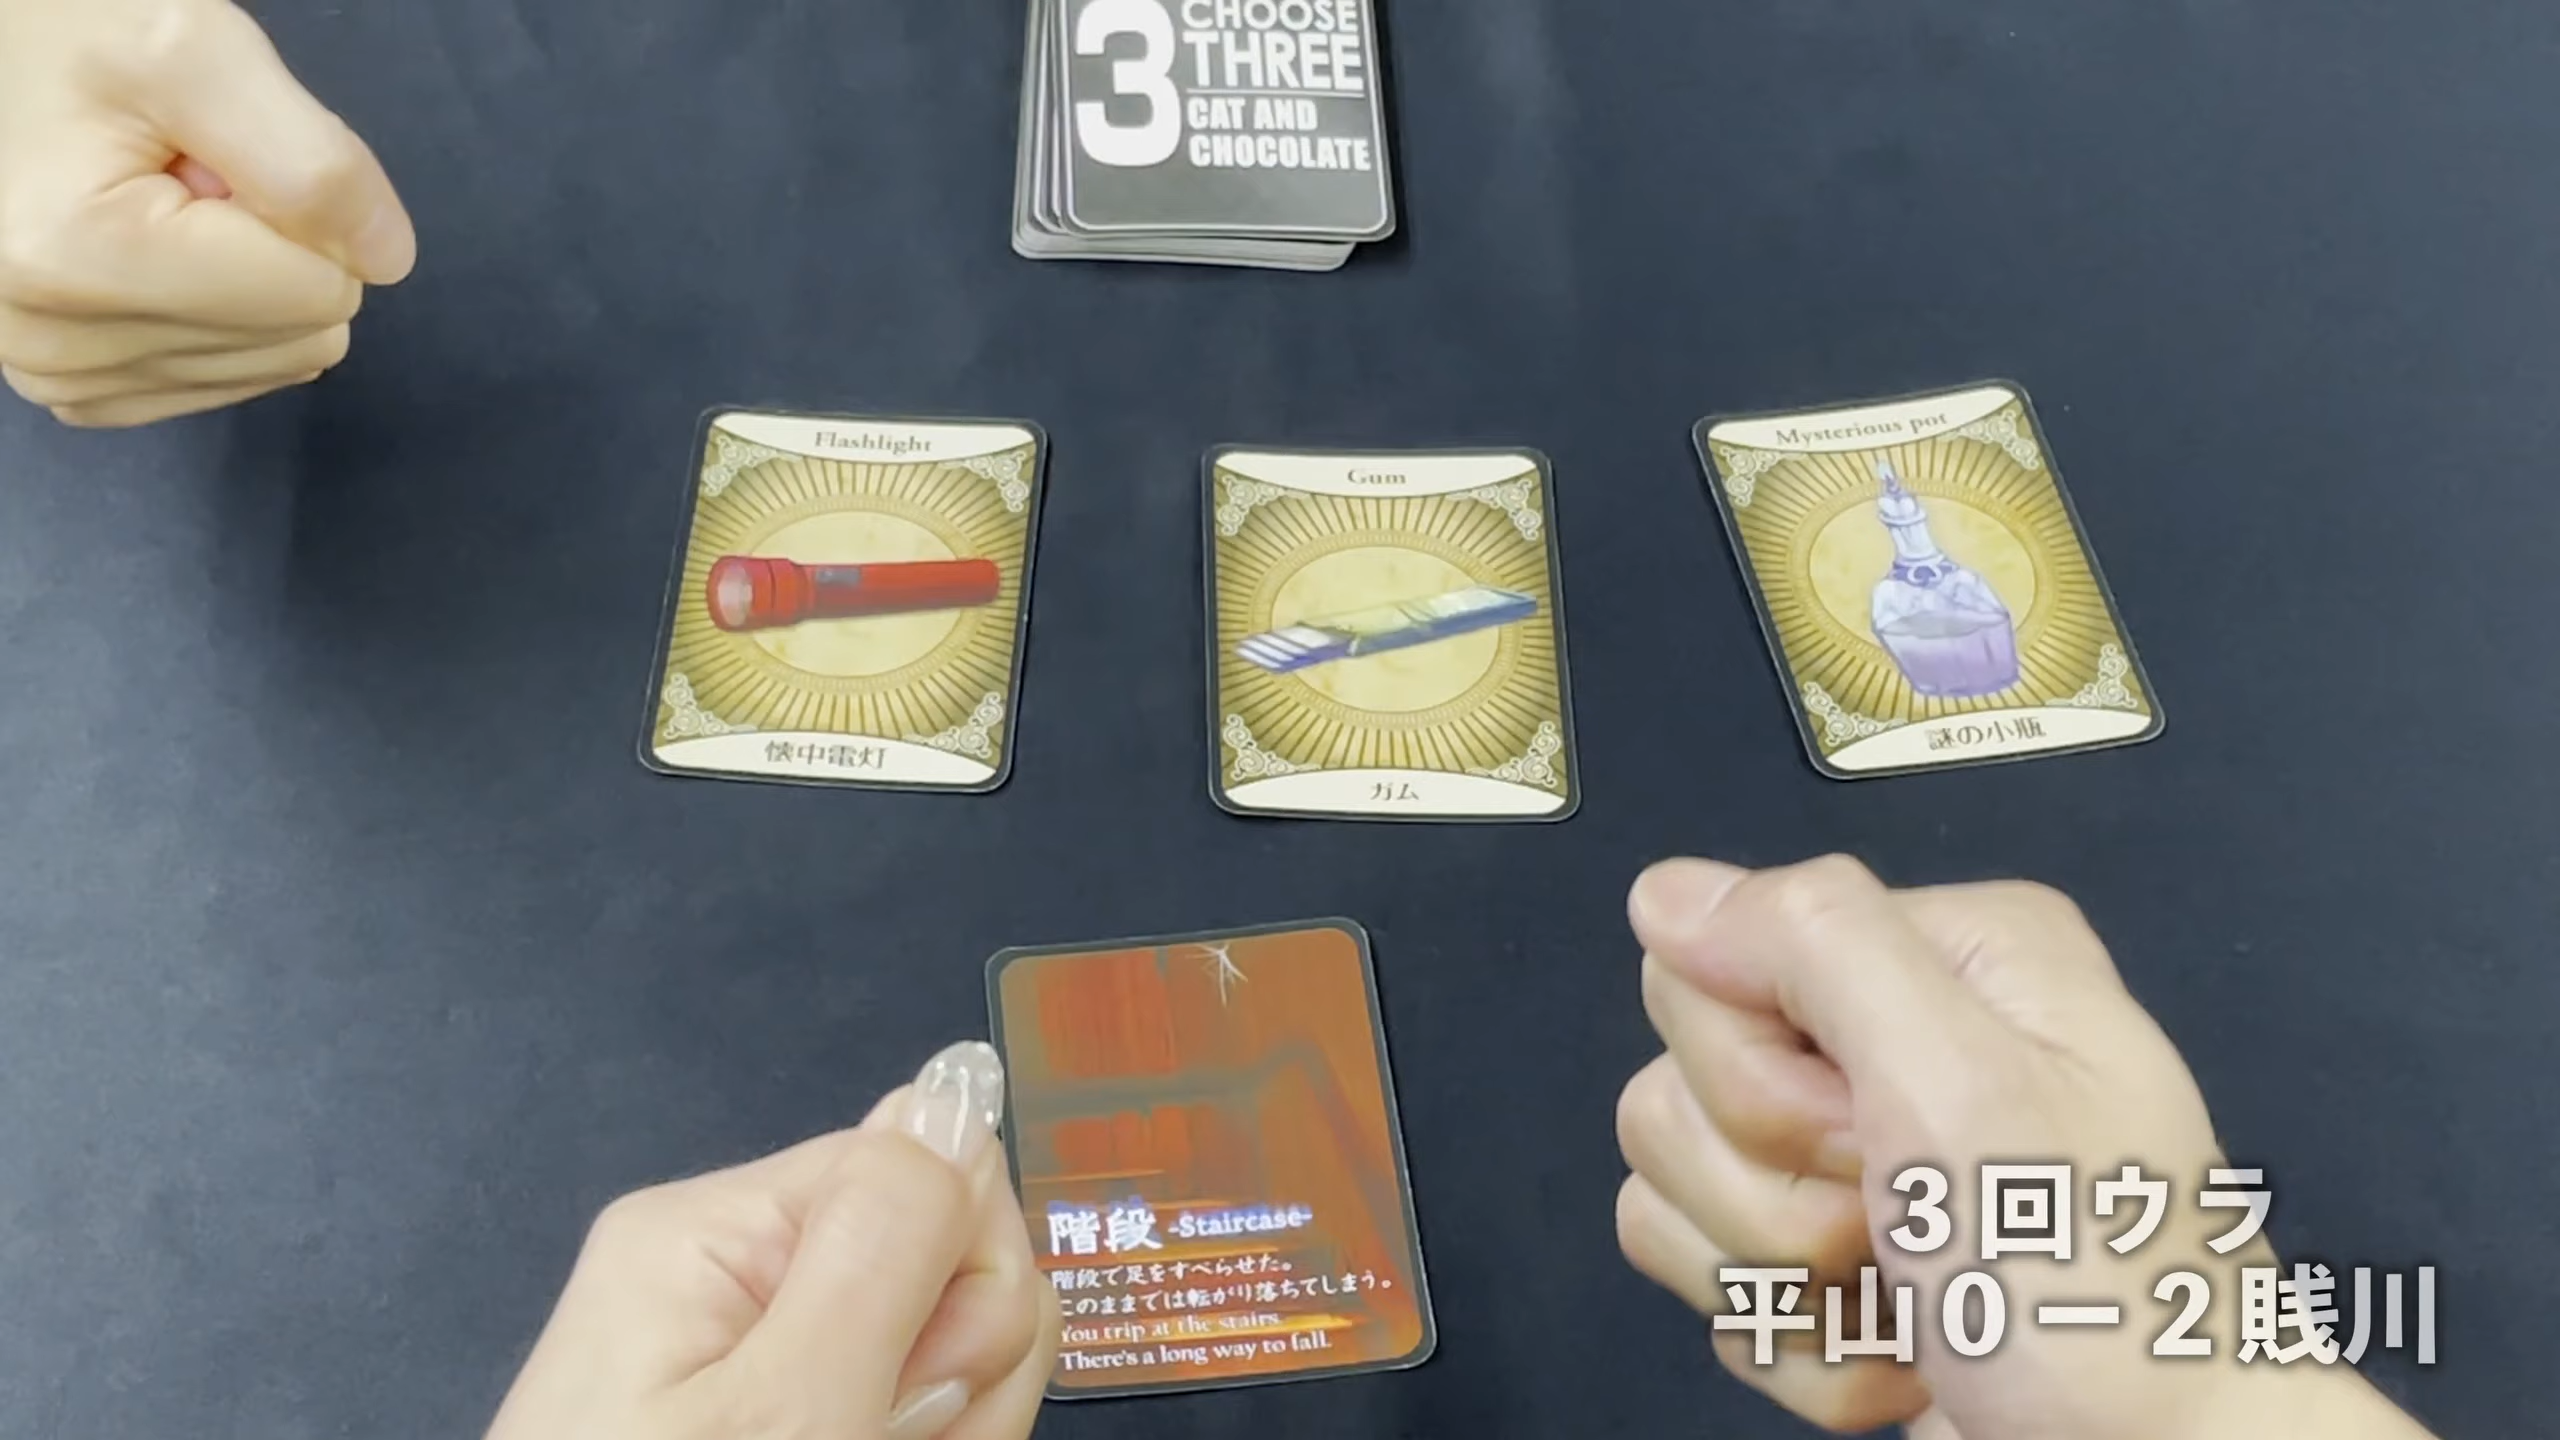 3
CHOOSE
THREE
CAT AND
CHOCOLATE
Flashlight
懐中電灯
Gum
ガム
Mysterious pot
謎の小瓶
階段 -Staircase-
階段で足をすべらせた。
このままでは転がり落ちてしまう。
You trip at the stairs.
There's a long way to fall.
3回ウラ
平山0ー2賎川